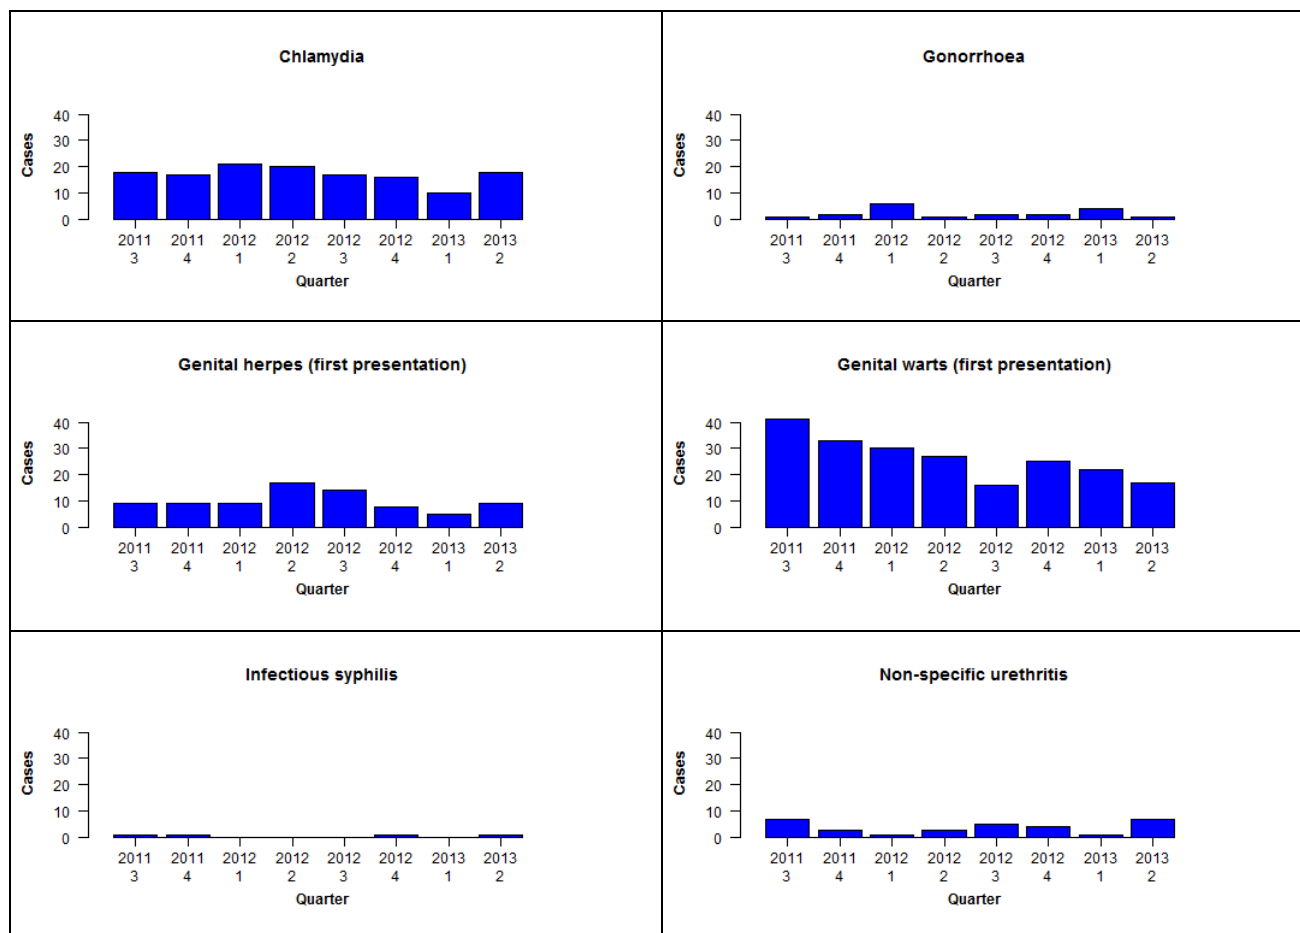 Chlamydia
Cases
40
30
20
10
0
2011 2011 2012 2012 2012 2012 2013 2013
3 4 1 2 3 4 1 2
Quarter
Gonorrhoea
Cases
40
30
20
10
0
2011 2011 2012 2012 2012 2012 2013 2013
3 4 1 2 3 4 1 2
Quarter
Genital herpes (first presentation)
Cases
40
30
20
10
0
2011 2011 2012 2012 2012 2012 2013 2013
3 4 1 2 3 4 1 2
Quarter
Genital warts (first presentation)
Cases
40
30
20
10
0
2011 2011 2012 2012 2012 2012 2013 2013
3 4 1 2 3 4 1 2
Quarter
Infectious syphilis
Cases
40
30
20
10
0
2011 2011 2012 2012 2012 2012 2013 2013
3 4 1 2 3 4 1 2
Quarter
Non-specific urethritis
Cases
40
30
20
10
0
2011 2011 2012 2012 2012 2012 2013 2013
3 4 1 2 3 4 1 2
Quarter